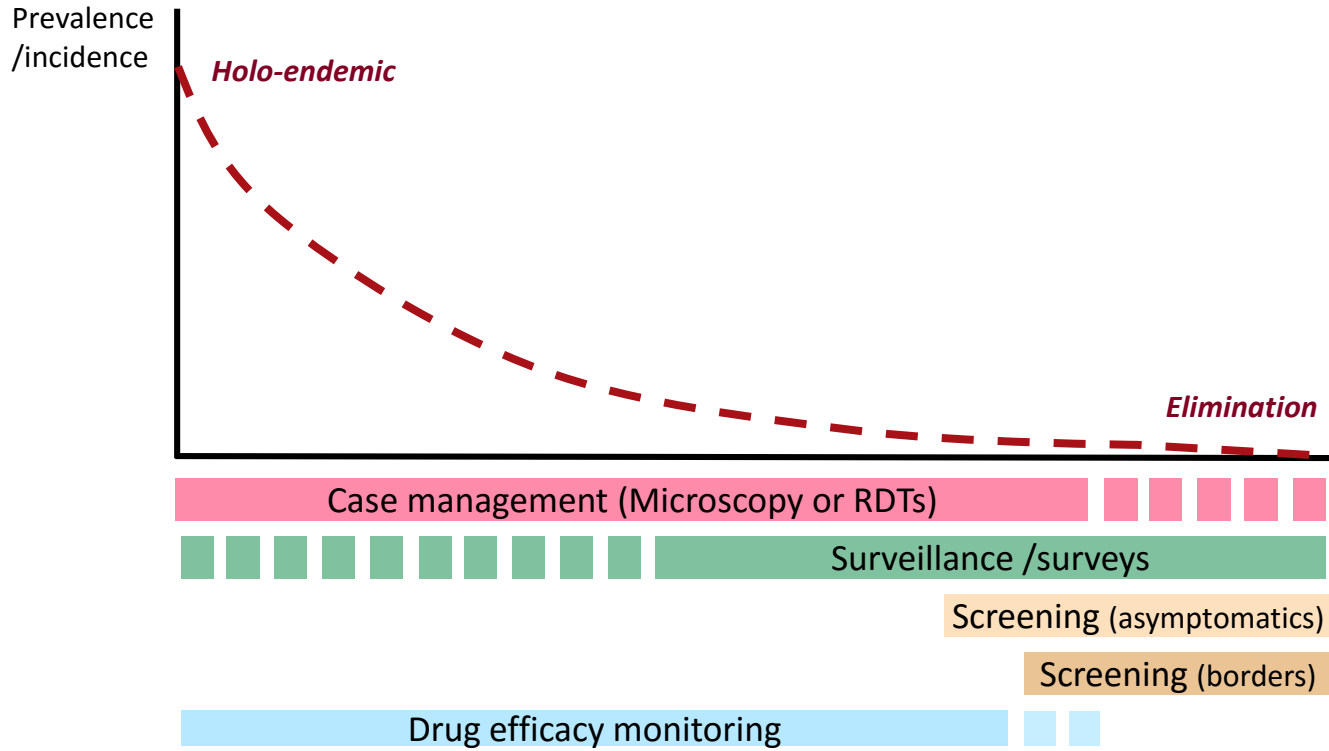 Prevalence
/incidence
Holo-endemic
Elimination
Case management (Microscopy or RDTs)
Surveillance /surveys
Screening (asymptomatics)
Screening (borders)
Drug efficacy monitoring